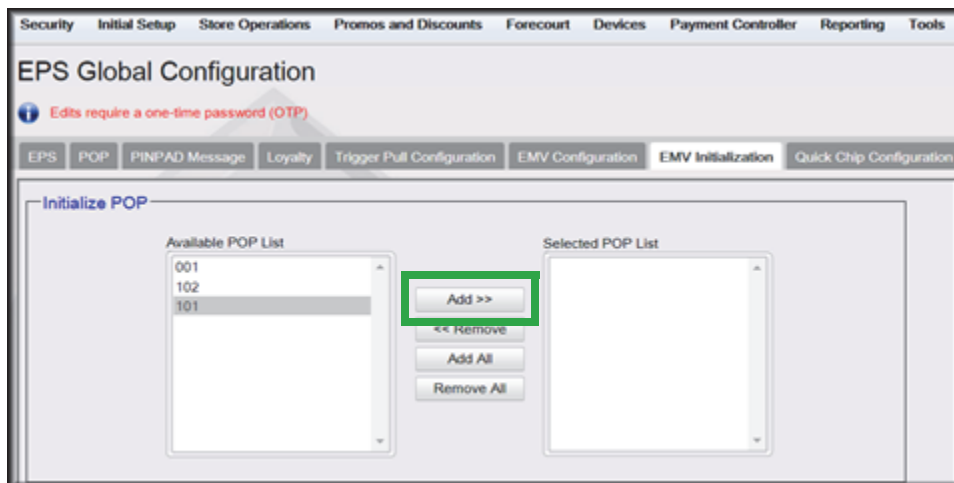 Security Initial Setup Store Operations Promos and Discounts Forecourt Devices Payment Controller Reporting Tools
EPS Global Configuration
Edits require a one-time password (OTP)
EPS POP PINPAD Message Loyalty Trigger Pull Configuration EMV Configuration EMV Initialization Quick Chip Configuration
Initialize POP
Available POP List Selected POP List
001
102
101
Add >>
<< Remove
Add All
Remove All